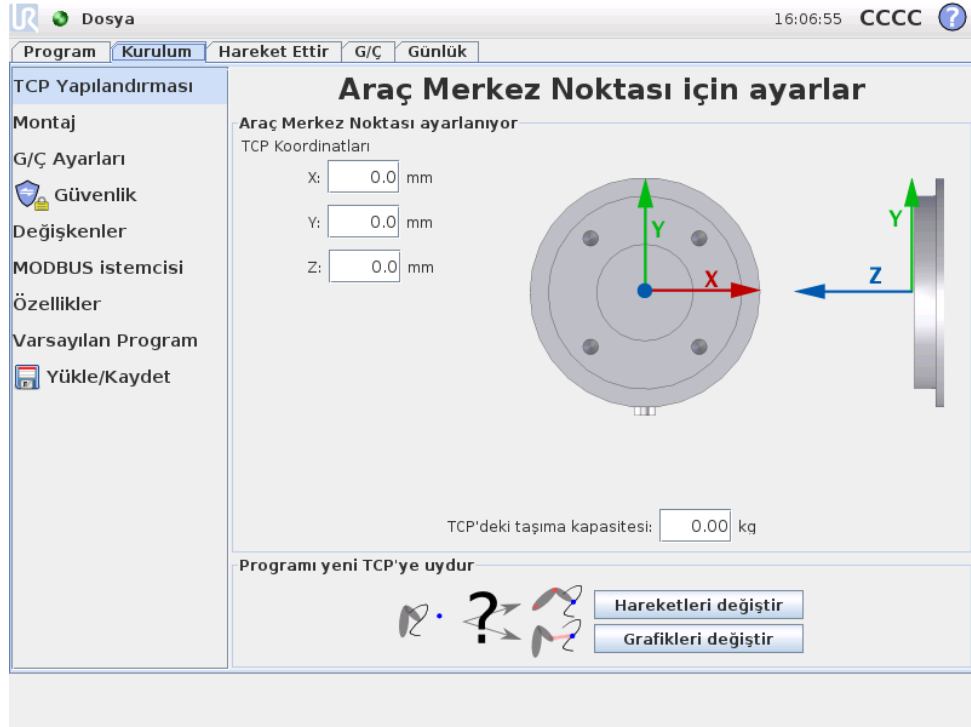 UR Dosya 16:06:55 CCCC ?
Program Kurulum Hareket Ettir G/Ç Günlük
TCP Yapılandırması
Montaj
G/Ç Ayarları
Güvenlik
Değişkenler
MODBUS istemcisi
Özellikler
Varsayılan Program
Yükle/Kaydet
Araç Merkez Noktası için ayarlar
Araç Merkez Noktası ayarlanıyor
TCP Koordinatları
X: 0.0 mm
Y: 0.0 mm
Z: 0.0 mm
Y
X
Y
Z
TCP'deki taşıma kapasitesi: 0.00 kg
Programı yeni TCP'ye uydur
?
Hareketleri değiştir
Grafikleri değiştir